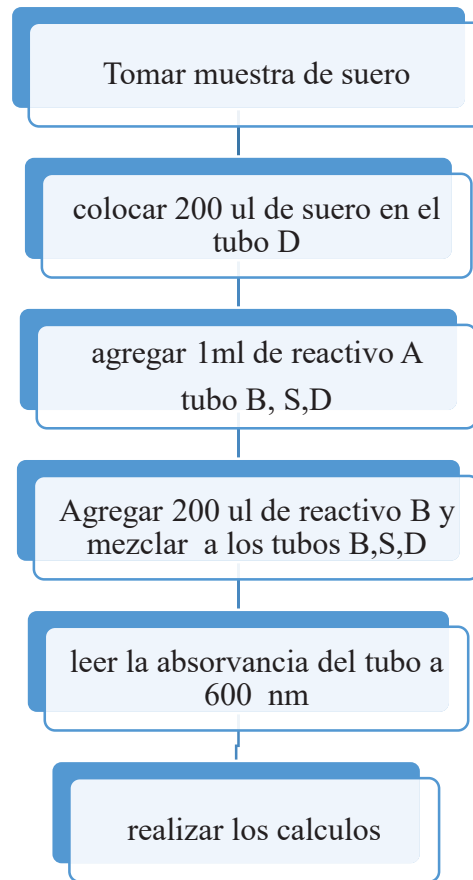 Tomar muestra de suero
colocar 200 ul de suero en el
tubo D
agregar 1ml de reactivo A
tubo B, S,D
Agregar 200 ul de reactivo B y
mezclar a los tubos B,S,D
leer la absorvancia del tubo a
600 nm
realizar los calculos